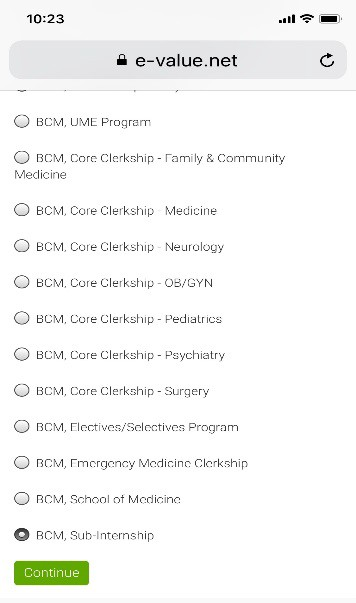 10:23
e-value.net
BCM, UME Program
BCM, Core Clerkship - Family & Community
Medicine
BCM, Core Clerkship - Medicine
BCM, Core Clerkship - Neurology
BCM, Core Clerkship - OB/GYN
BCM, Core Clerkship - Pediatrics
BCM, Core Clerkship - Psychiatry
BCM, Core Clerkship - Surgery
BCM, Electives/Selectives Program
BCM, Emergency Medicine Clerkship
BCM, School of Medicine
BCM, Sub-Internship
Continue